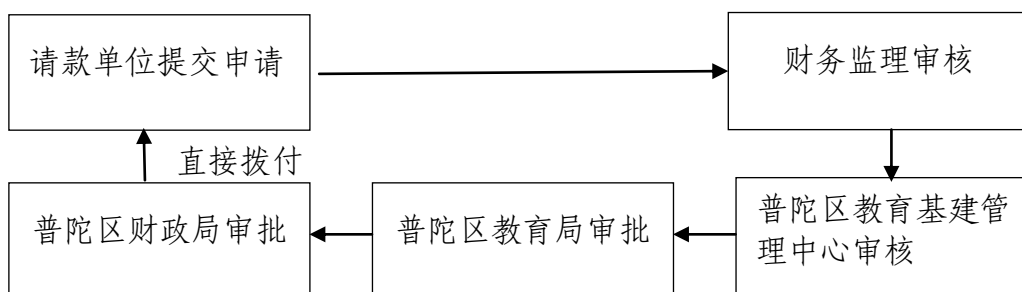 请款单位提交申请
财务监理审核
直接拨付
普陀区财政局审批
普陀区教育局审批
普陀区教育基建管
理中心审核